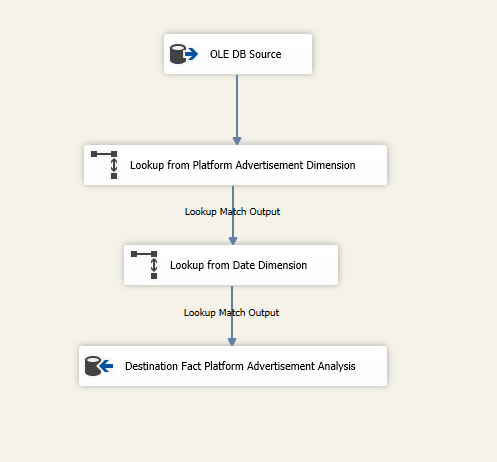 OLE DB Source
Lookup from Platform Advertisement Dimension
Lookup Match Output
Lookup from Date Dimension
Lookup Match Output
Destination Fact Platform Advertisement Analysis